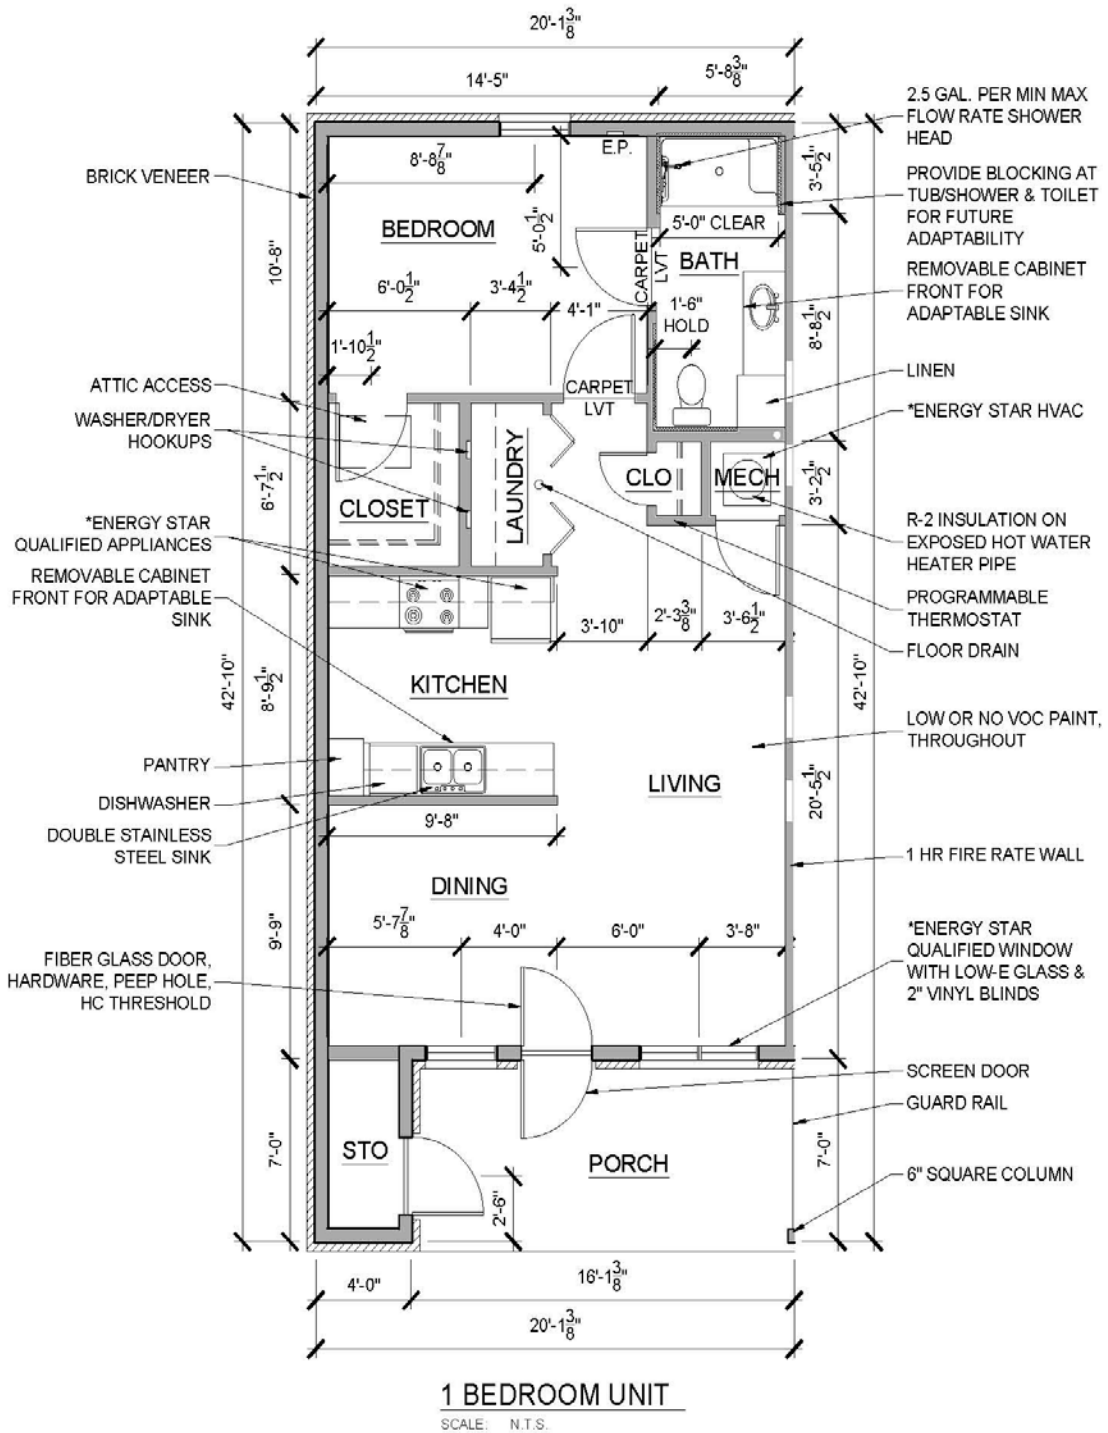 20'-1 3/8"
14'-5"
5'-8 3/8"
2.5 GAL. PER MIN MAX
FLOW RATE SHOWER
HEAD
E.P.
8'-8 7/8"
3'-5 1/2"
BRICK VENEER
PROVIDE BLOCKING AT
TUB/SHOWER & TOILET
FOR FUTURE
ADAPTABILITY
5'-0" CLEAR
5'-0 1/2"
BEDROOM
CARPET
LVT
BATH
10'-8"
REMOVABLE CABINET
FRONT FOR
ADAPTABLE SINK
6'-0 1/2"
3'-4 1/2"
4'-1"
1'-6"
HOLD
8'-8 1/2"
1'-10 1/2"
ATTIC ACCESS
CARPET
LVT
LINEN
WASHER/DRYER
HOOKUPS
*ENERGY STAR HVAC
6'-7 1/2"
CLOSET
LAUNDRY
CLO
MECH
3'-2 1/2"
*ENERGY STAR
QUALIFIED APPLIANCES
R-2 INSULATION ON
EXPOSED HOT WATER
HEATER PIPE
REMOVABLE CABINET
FRONT FOR ADAPTABLE
SINK
PROGRAMMABLE
THERMOSTAT
3'-10"
2'-3 3/8"
3'-6 1/2"
FLOOR DRAIN
42'-10"
8'-9 1/2"
KITCHEN
42'-10"
LOW OR NO VOC PAINT,
THROUGHOUT
PANTRY
LIVING
20'-5 1/2"
DISHWASHER
DOUBLE STAINLESS
STEEL SINK
9'-8"
1 HR FIRE RATE WALL
DINING
9'-9"
5'-7 7/8"
4'-0"
6'-0"
3'-8"
*ENERGY STAR
QUALIFIED WINDOW
WITH LOW-E GLASS &
2" VINYL BLINDS
FIBER GLASS DOOR,
HARDWARE, PEEP HOLE,
HC THRESHOLD
SCREEN DOOR
GUARD RAIL
7'-0"
STO
PORCH
7'-0"
6" SQUARE COLUMN
2'-6"
4'-0"
16'-1 3/8"
20'-1 3/8"
1 BEDROOM UNIT
SCALE: N.T.S.